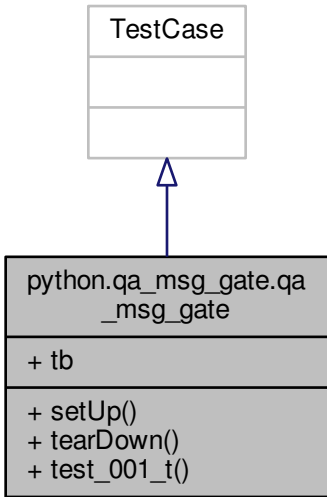 TestCase
python.qa_msg_gate.qa
_msg_gate
+ tb
+ setUp()
+ tearDown()
+ test_001_t()